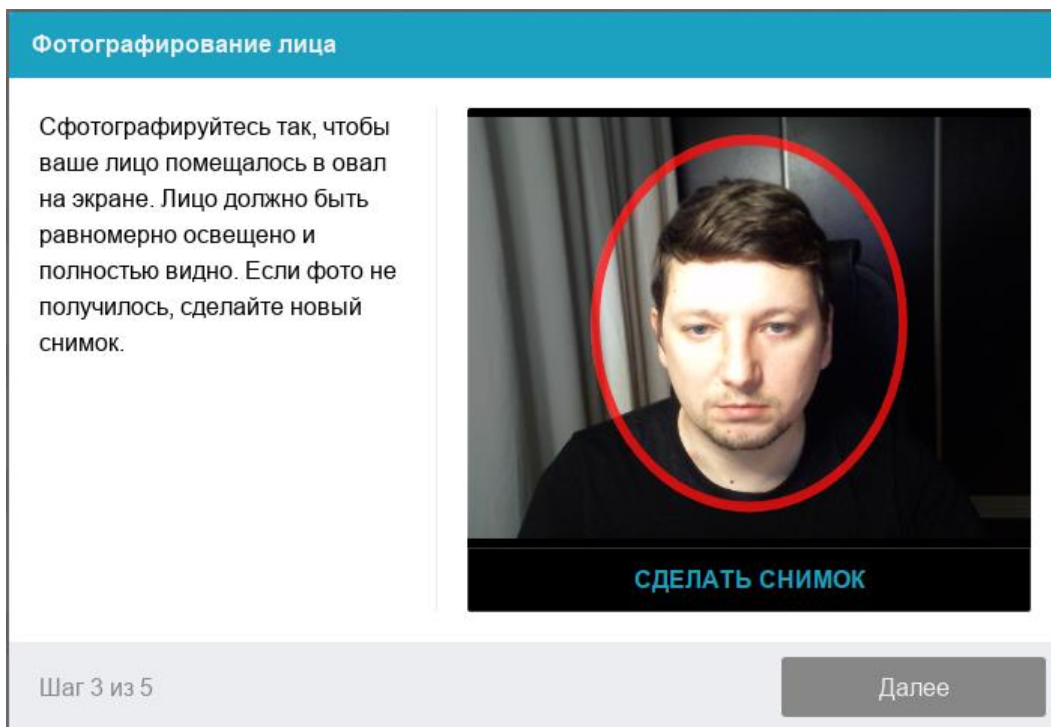 Фотографирование лица
Сфотографируйтесь так, чтобы
ваше лицо помещалось в овал
на экране. Лицо должно быть
равномерно освещено и
полностью видно. Если фото не
получилось, сделайте новый
снимок.
СДЕЛАТЬ СНИМОК
Шаг 3 из 5
Далее